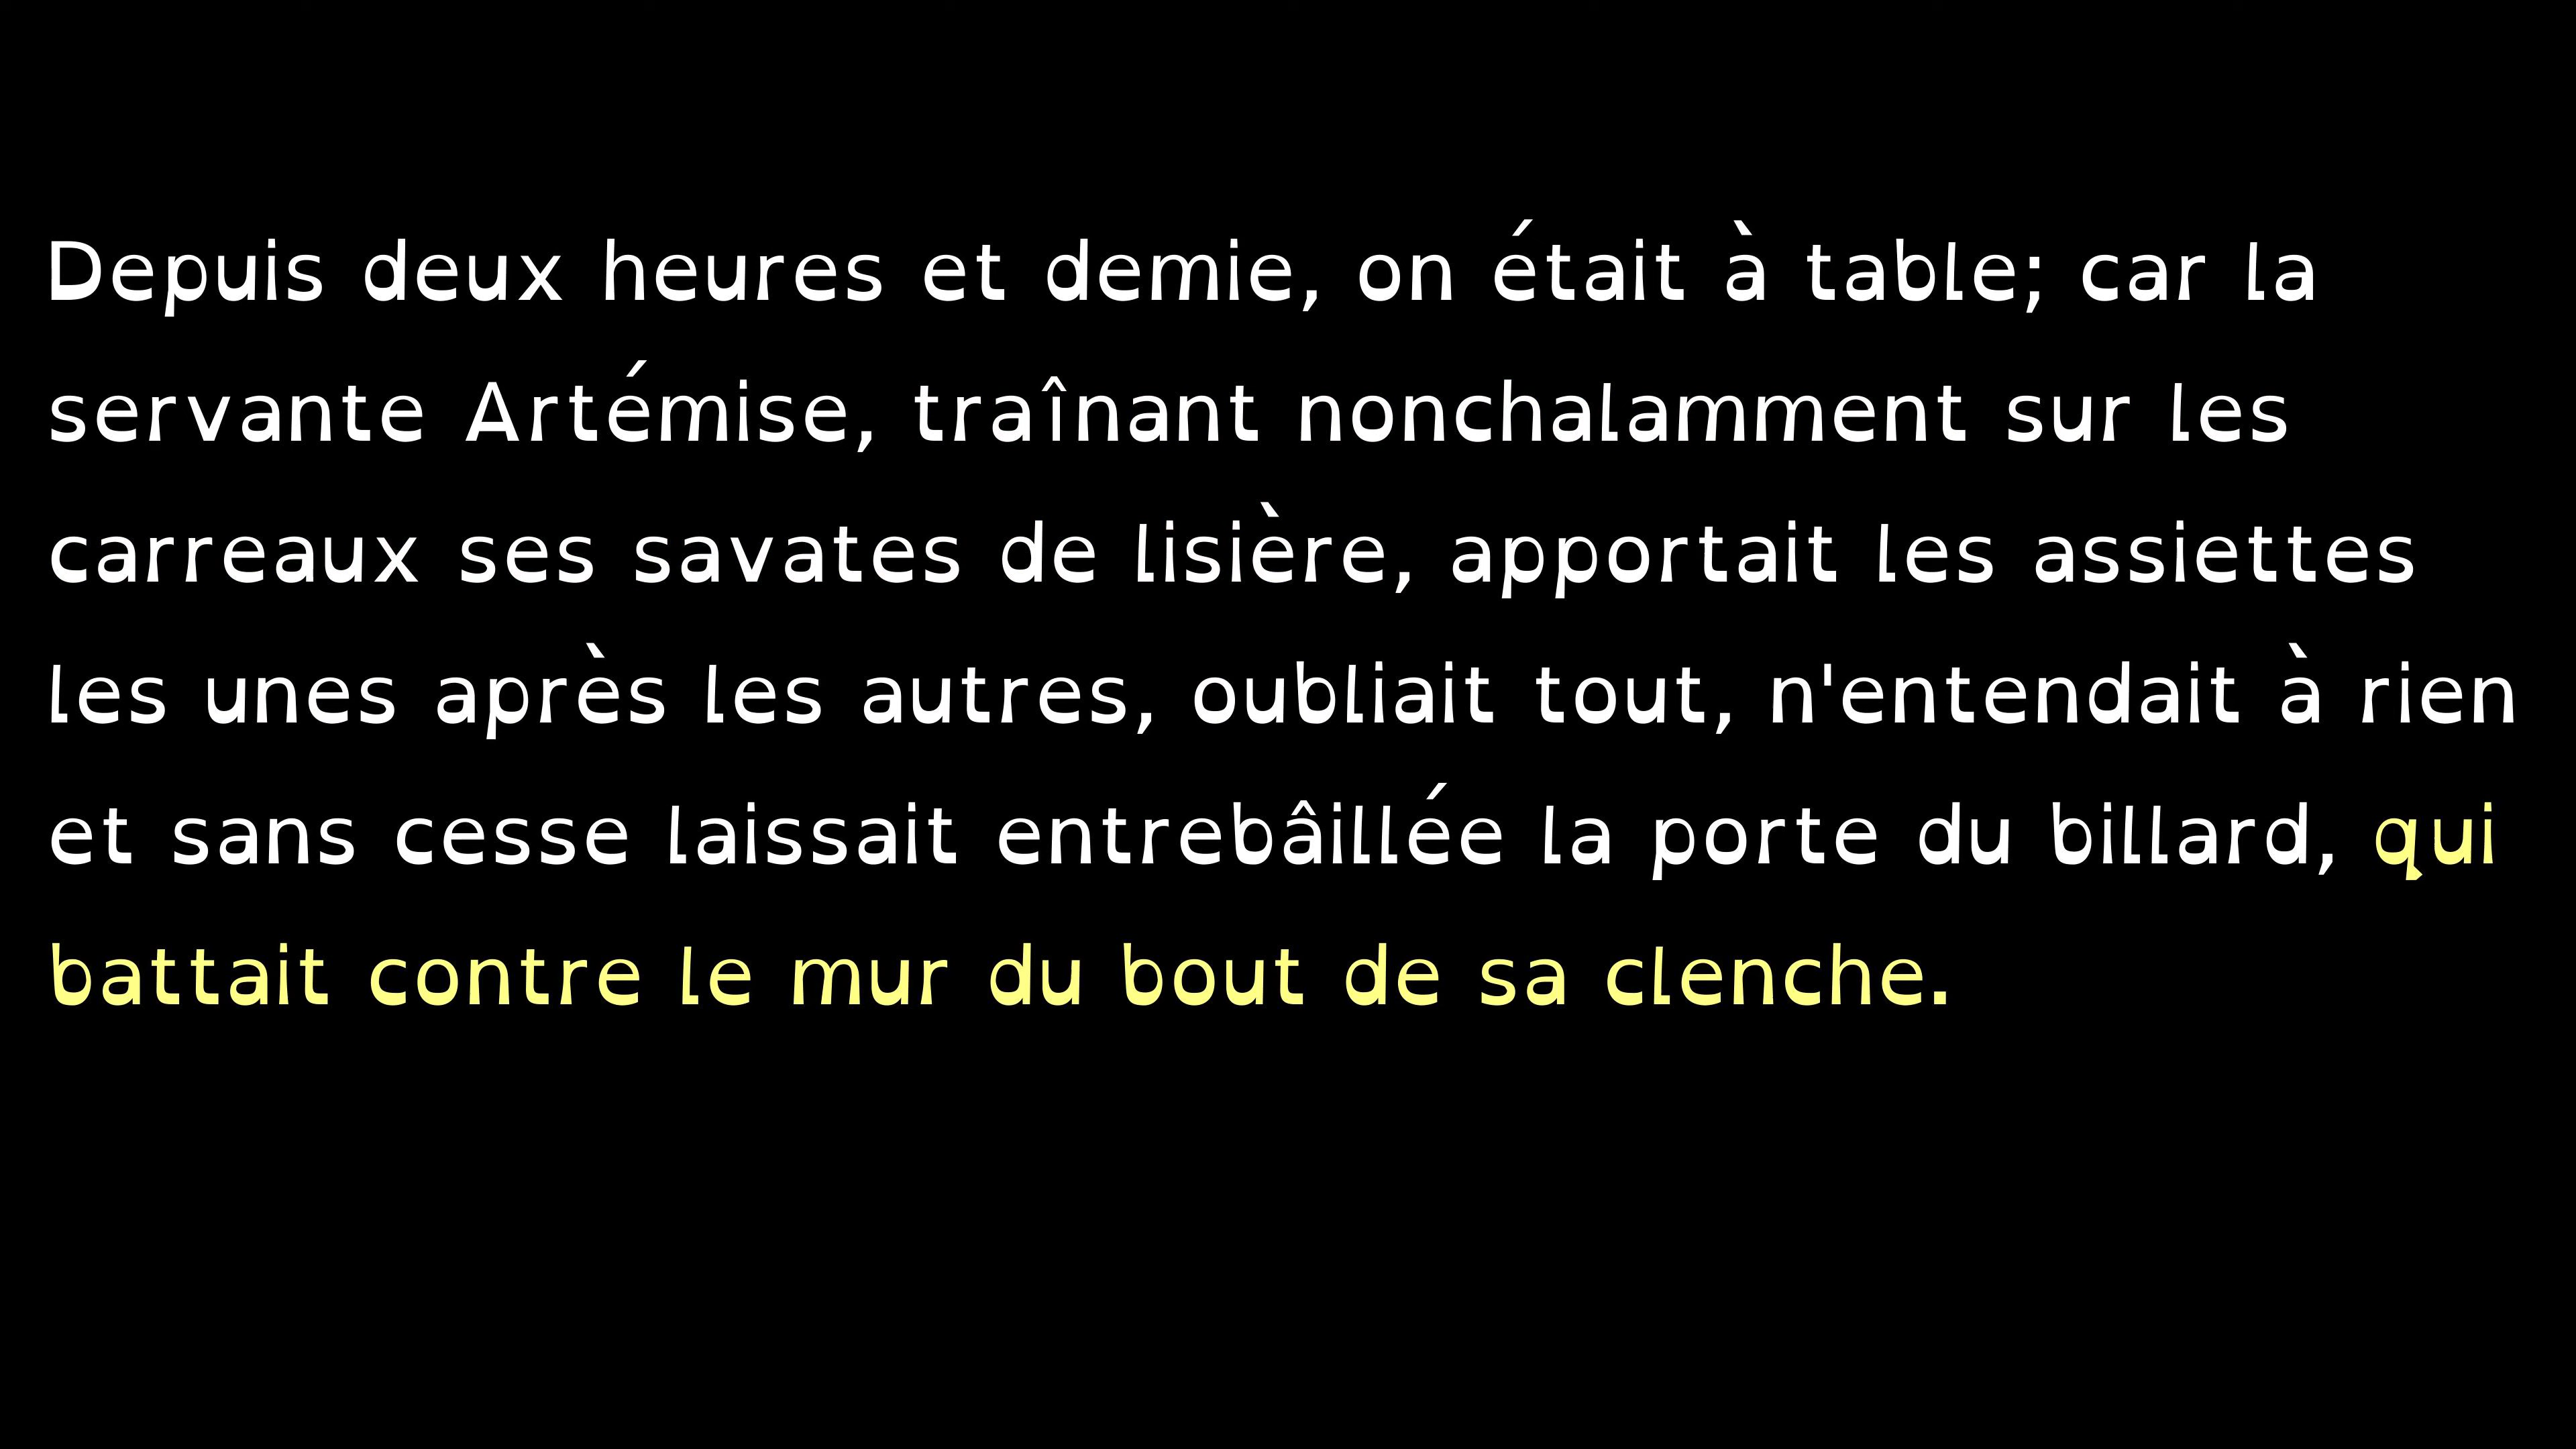 Depuis deux heures et demie, on était à table; car la
servante Artémise, traînant nonchalamment sur les
carreaux ses savates de lisière, apportait les assiettes
les unes après les autres, oubliait tout, n'entendait à rien
et sans cesse laissait entrebâillée la porte du billard, qui
battait contre le mur du bout de sa clenche.